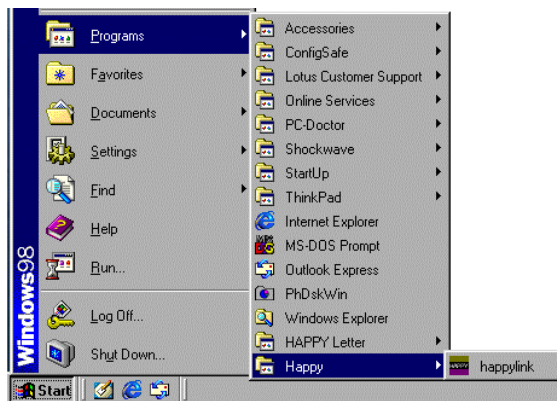 Programs
Favorites
Documents
Settings
Find
Help
Run...
Log Off...
Shut Down...
Windows98
Start
Accessories
ConfigSafe
Lotus Customer Support
Online Services
PC-Doctor
Shockwave
StartUp
ThinkPad
Internet Explorer
MS-DOS Prompt
Outlook Express
PhDskWin
Windows Explorer
HAPPY Letter
Happy
happylink